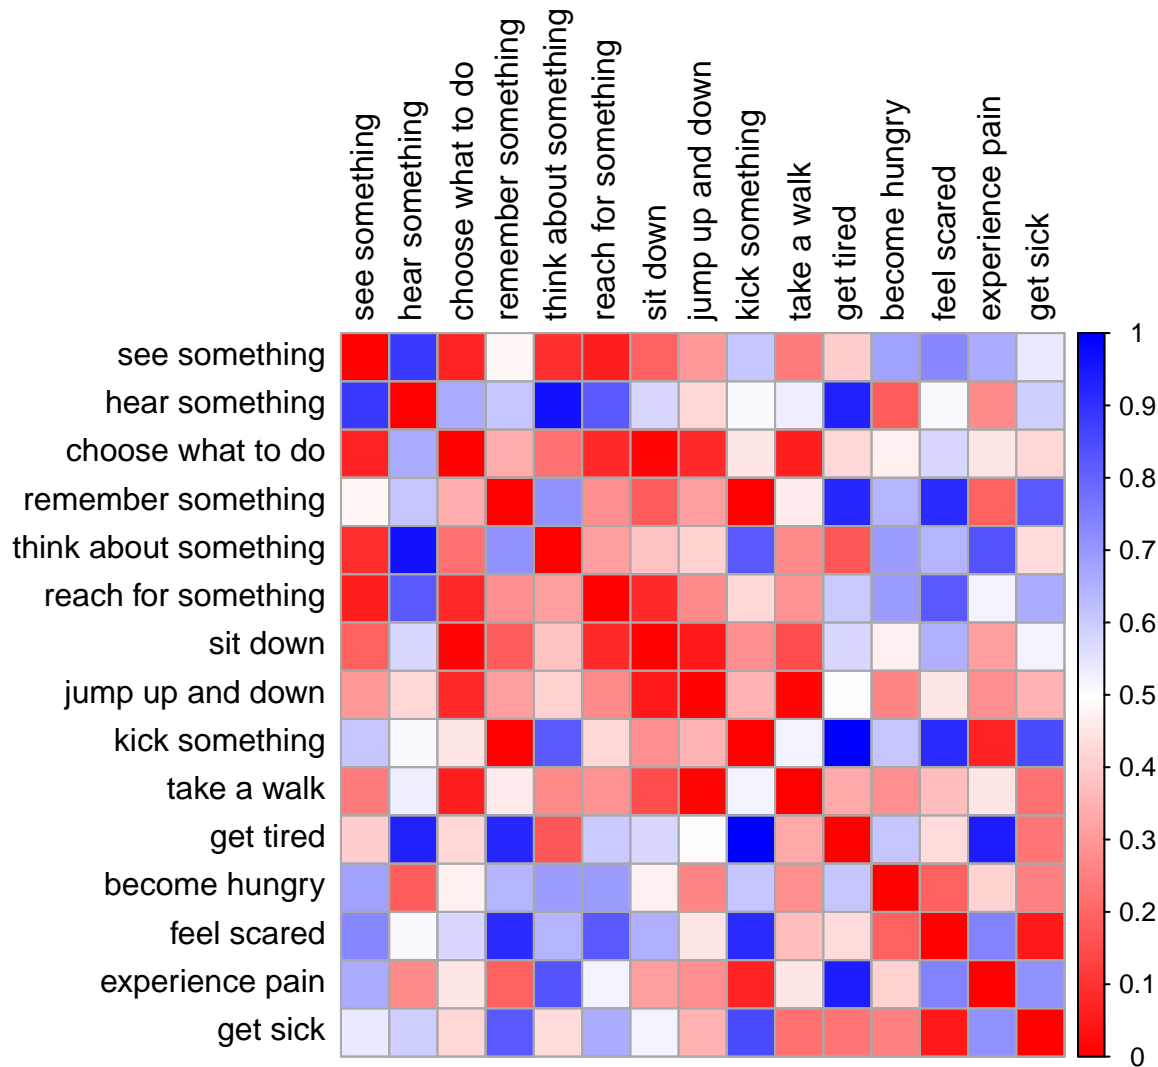 see something
hear something
choose what to do
remember something
think about something
reach for something
sit down
jump up and down
kick something
take a walk
get tired
become hungry
feel scared
experience pain
get sick
see something
hear something
choose what to do
remember something
think about something
reach for something
sit down
jump up and down
kick something
take a walk
get tired
become hungry
feel scared
experience pain
get sick
1
0.9
0.8
0.7
0.6
0.5
0.4
0.3
0.2
0.1
0